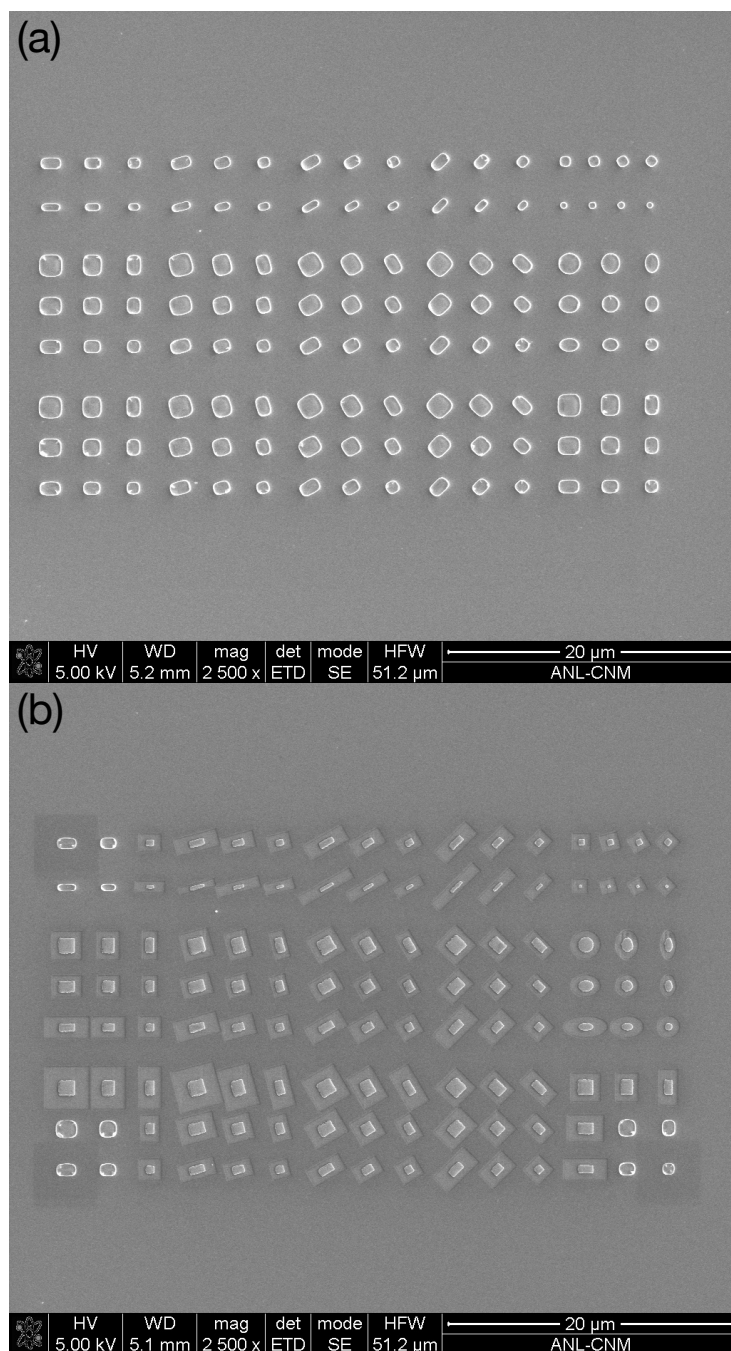 (a)
HV WD mag det mode HFW 20 µm
5.00 kV 5.2 mm 2 500 x ETD SE 51.2 µm ANL-CNM
(b)
HV WD mag det mode HFW 20 µm
5.00 kV 5.1 mm 2 500 x ETD SE 51.2 µm ANL-CNM